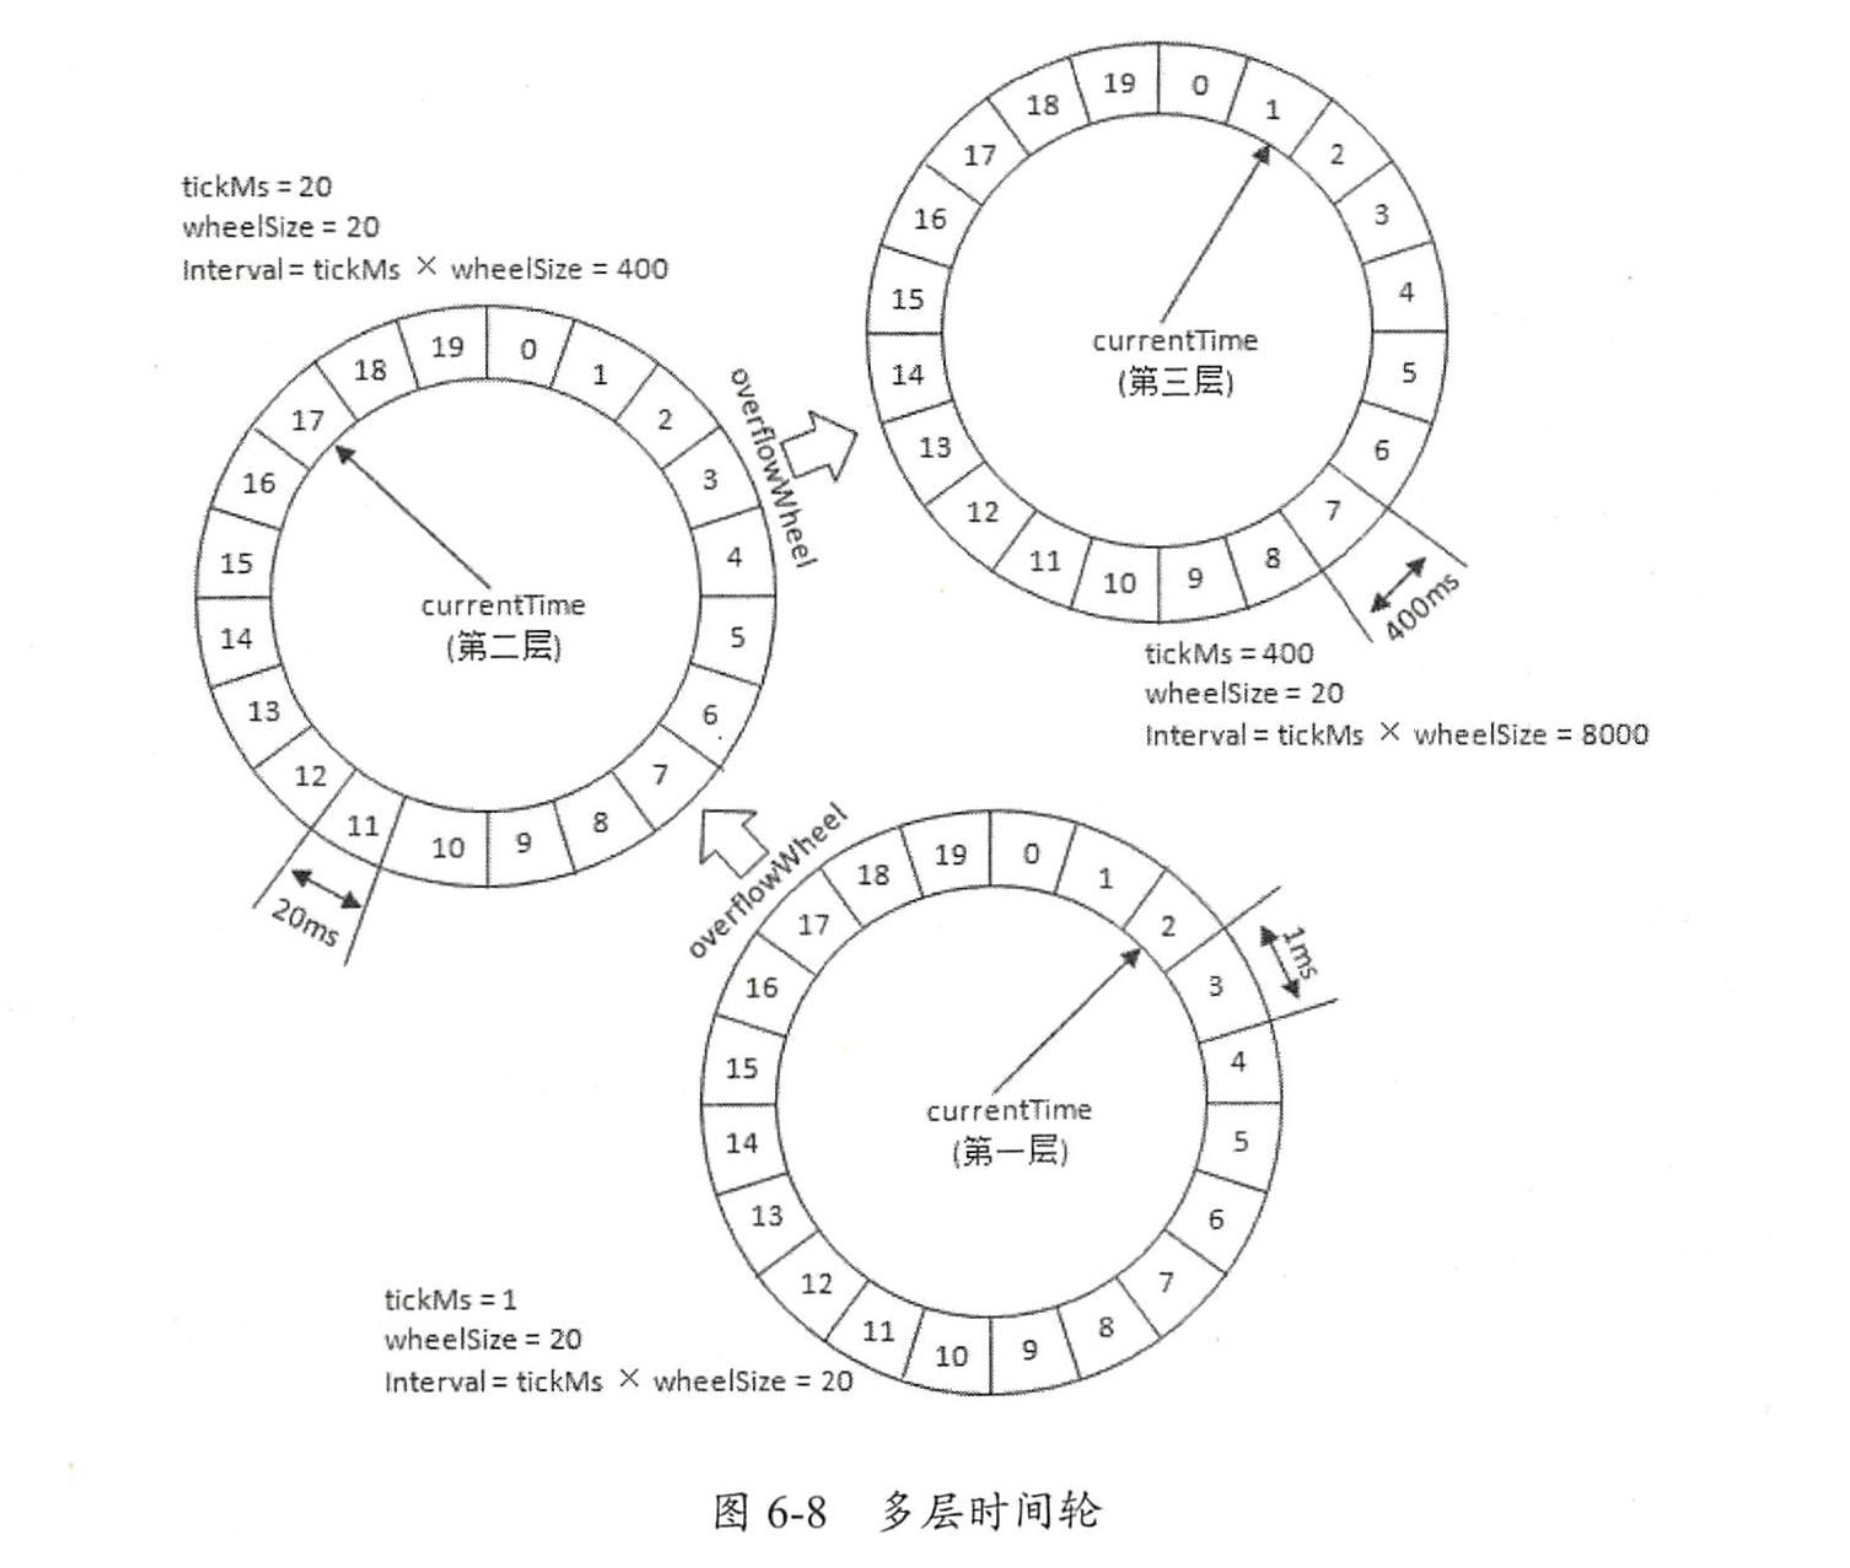 tickMs = 20
wheelSize = 20
Interval = tickMs × wheelSize = 400
0
1
2
3
4
5
6
7
8
9
10
11
12
13
14
15
16
17
18
19
currentTime
(第二层)
20ms
overflowWheel
0
1
2
3
4
5
6
7
8
9
10
11
12
13
14
15
16
17
18
19
currentTime
(第三层)
400ms
tickMs = 400
wheelSize = 20
Interval = tickMs × wheelSize = 8000
overflowWheel
0
1
2
3
4
5
6
7
8
9
10
11
12
13
14
15
16
17
18
19
currentTime
(第一层)
1ms
tickMs = 1
wheelSize = 20
Interval = tickMs × wheelSize = 20
图 6-8 多层时间轮